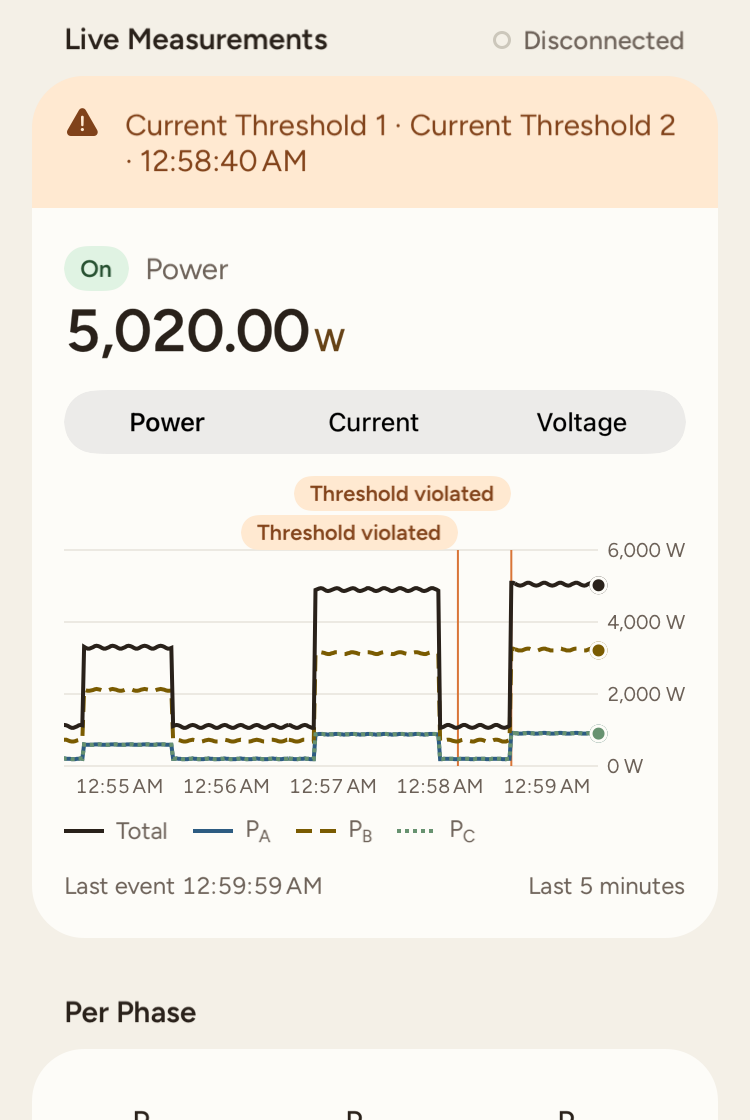 Live Measurements
Disconnected
Current Threshold 1 · Current Threshold 2
· 12:58:40 AM
On Power
5,020.00 W
Power Current Voltage
Threshold violated
Threshold violated
6,000 W
4,000 W
2,000 W
0 W
12:55 AM 12:56 AM 12:57 AM 12:58 AM 12:59 AM
Total PA PB PC
Last event 12:59:59 AM
Last 5 minutes
Per Phase